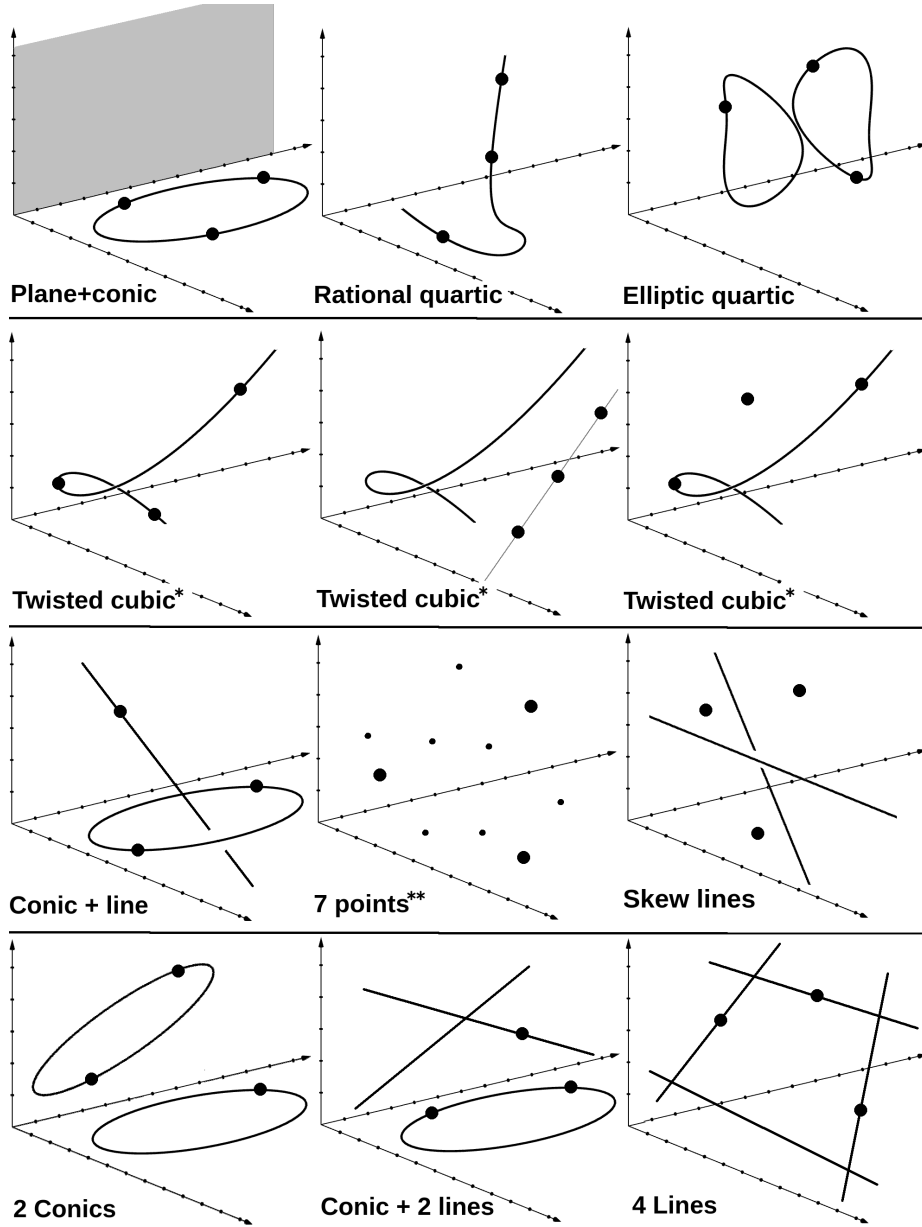 Plane+conic
Rational quartic
Elliptic quartic
Twisted cubic*
Twisted cubic*
Twisted cubic*
Conic + line
7 points**
Skew lines
2 Conics
Conic + 2 lines
4 Lines